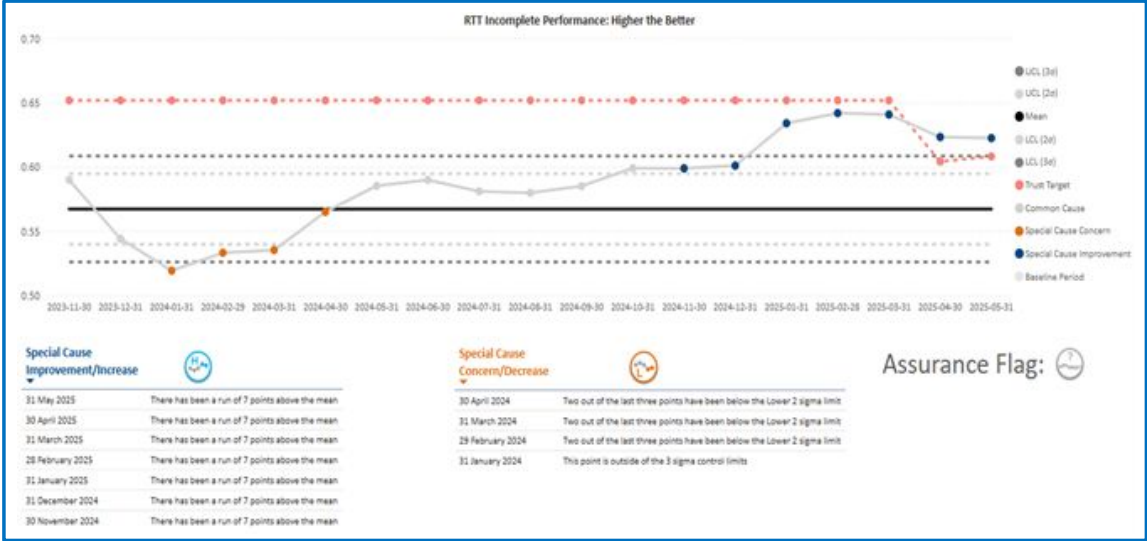 RTT Incomplete Performance: Higher the Better
0.70
0.65
0.60
0.55
0.50
2023-11-30 2023-12-31 2024-01-31 2024-02-29 2024-03-31 2024-04-30 2024-05-31 2024-06-30 2024-07-31 2024-08-31 2024-09-30 2024-10-31 2024-11-30 2024-12-31 2025-01-31 2025-02-28 2025-03-31 2025-04-30 2025-05-31
UCL (3σ)
UCL (2σ)
Mean
LCL (2σ)
LCL (3σ)
Trust Target
Common Cause
Special Cause Concern
Special Cause Improvement
Baseline Period
Special Cause
Improvement/Increase
H
31 May 2025 There has been a run of 7 points above the mean
30 April 2025 There has been a run of 7 points above the mean
31 March 2025 There has been a run of 7 points above the mean
28 February 2025 There has been a run of 7 points above the mean
31 January 2025 There has been a run of 7 points above the mean
31 December 2024 There has been a run of 7 points above the mean
30 November 2024 There has been a run of 7 points above the mean
Special Cause
Concern/Decrease
L
30 April 2024 Two out of the last three points have been below the Lower 2 sigma limit
31 March 2024 Two out of the last three points have been below the Lower 2 sigma limit
29 February 2024 Two out of the last three points have been below the Lower 2 sigma limit
31 January 2024 This point is outside of the 3 sigma control limits
Assurance Flag: ?